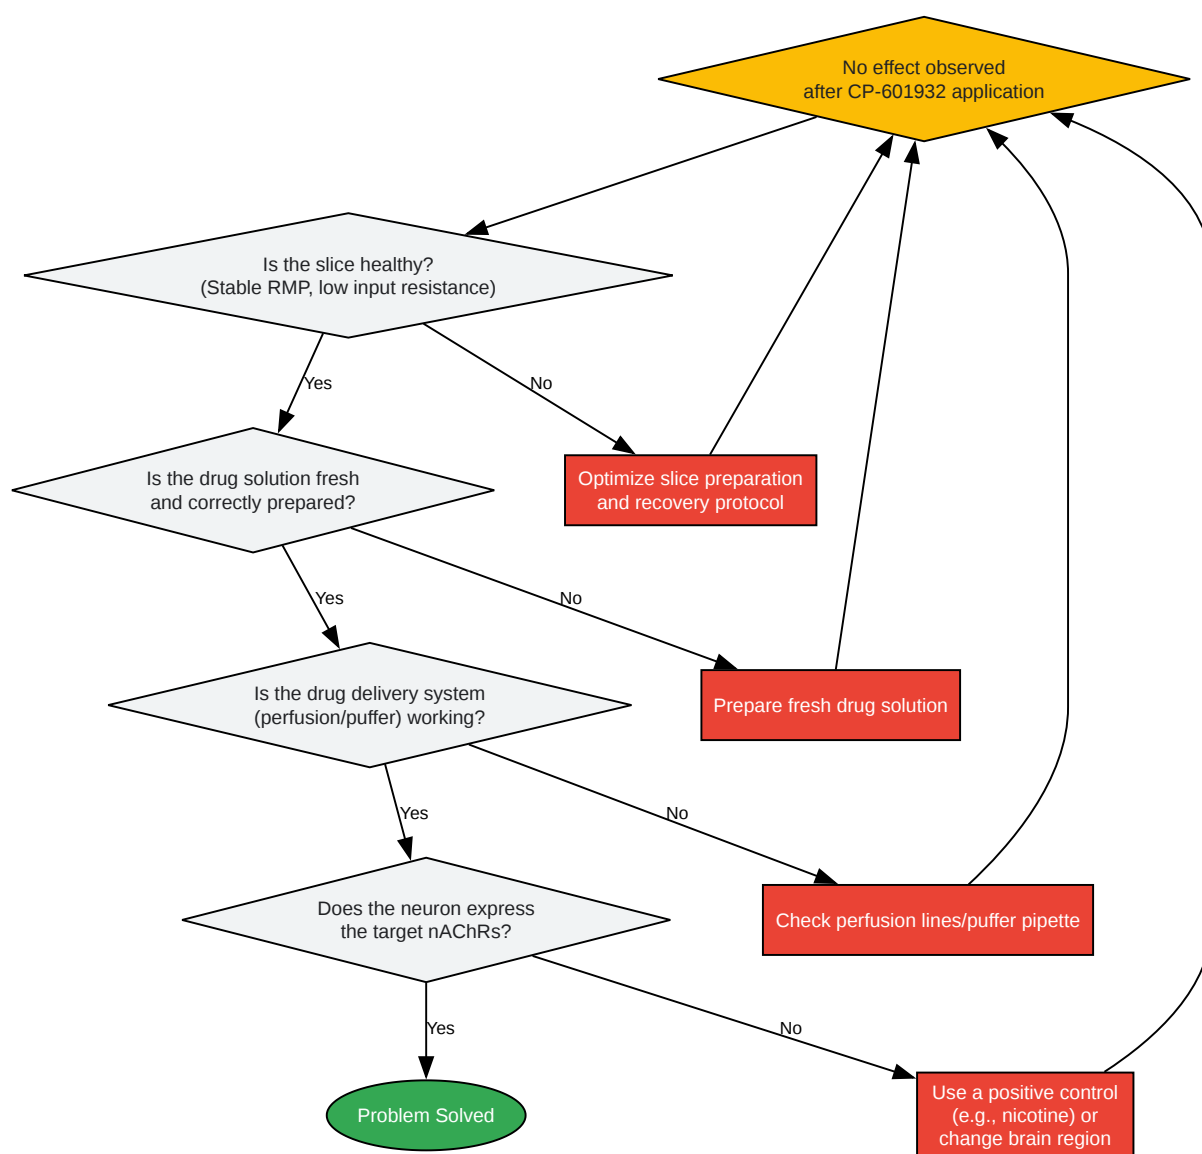 No effect observed
after CP-601932 application
Is the slice healthy?
(Stable RMP, low input resistance)
Yes
No
Is the drug solution fresh
and correctly prepared?
Optimize slice preparation
and recovery protocol
Yes
No
Is the drug delivery system
(perfusion/puffer) working?
Prepare fresh drug solution
Yes
No
Does the neuron express
the target nAChRs?
Check perfusion lines/puffer pipette
Yes
No
Problem Solved
Use a positive control
(e.g., nicotine) or
change brain region